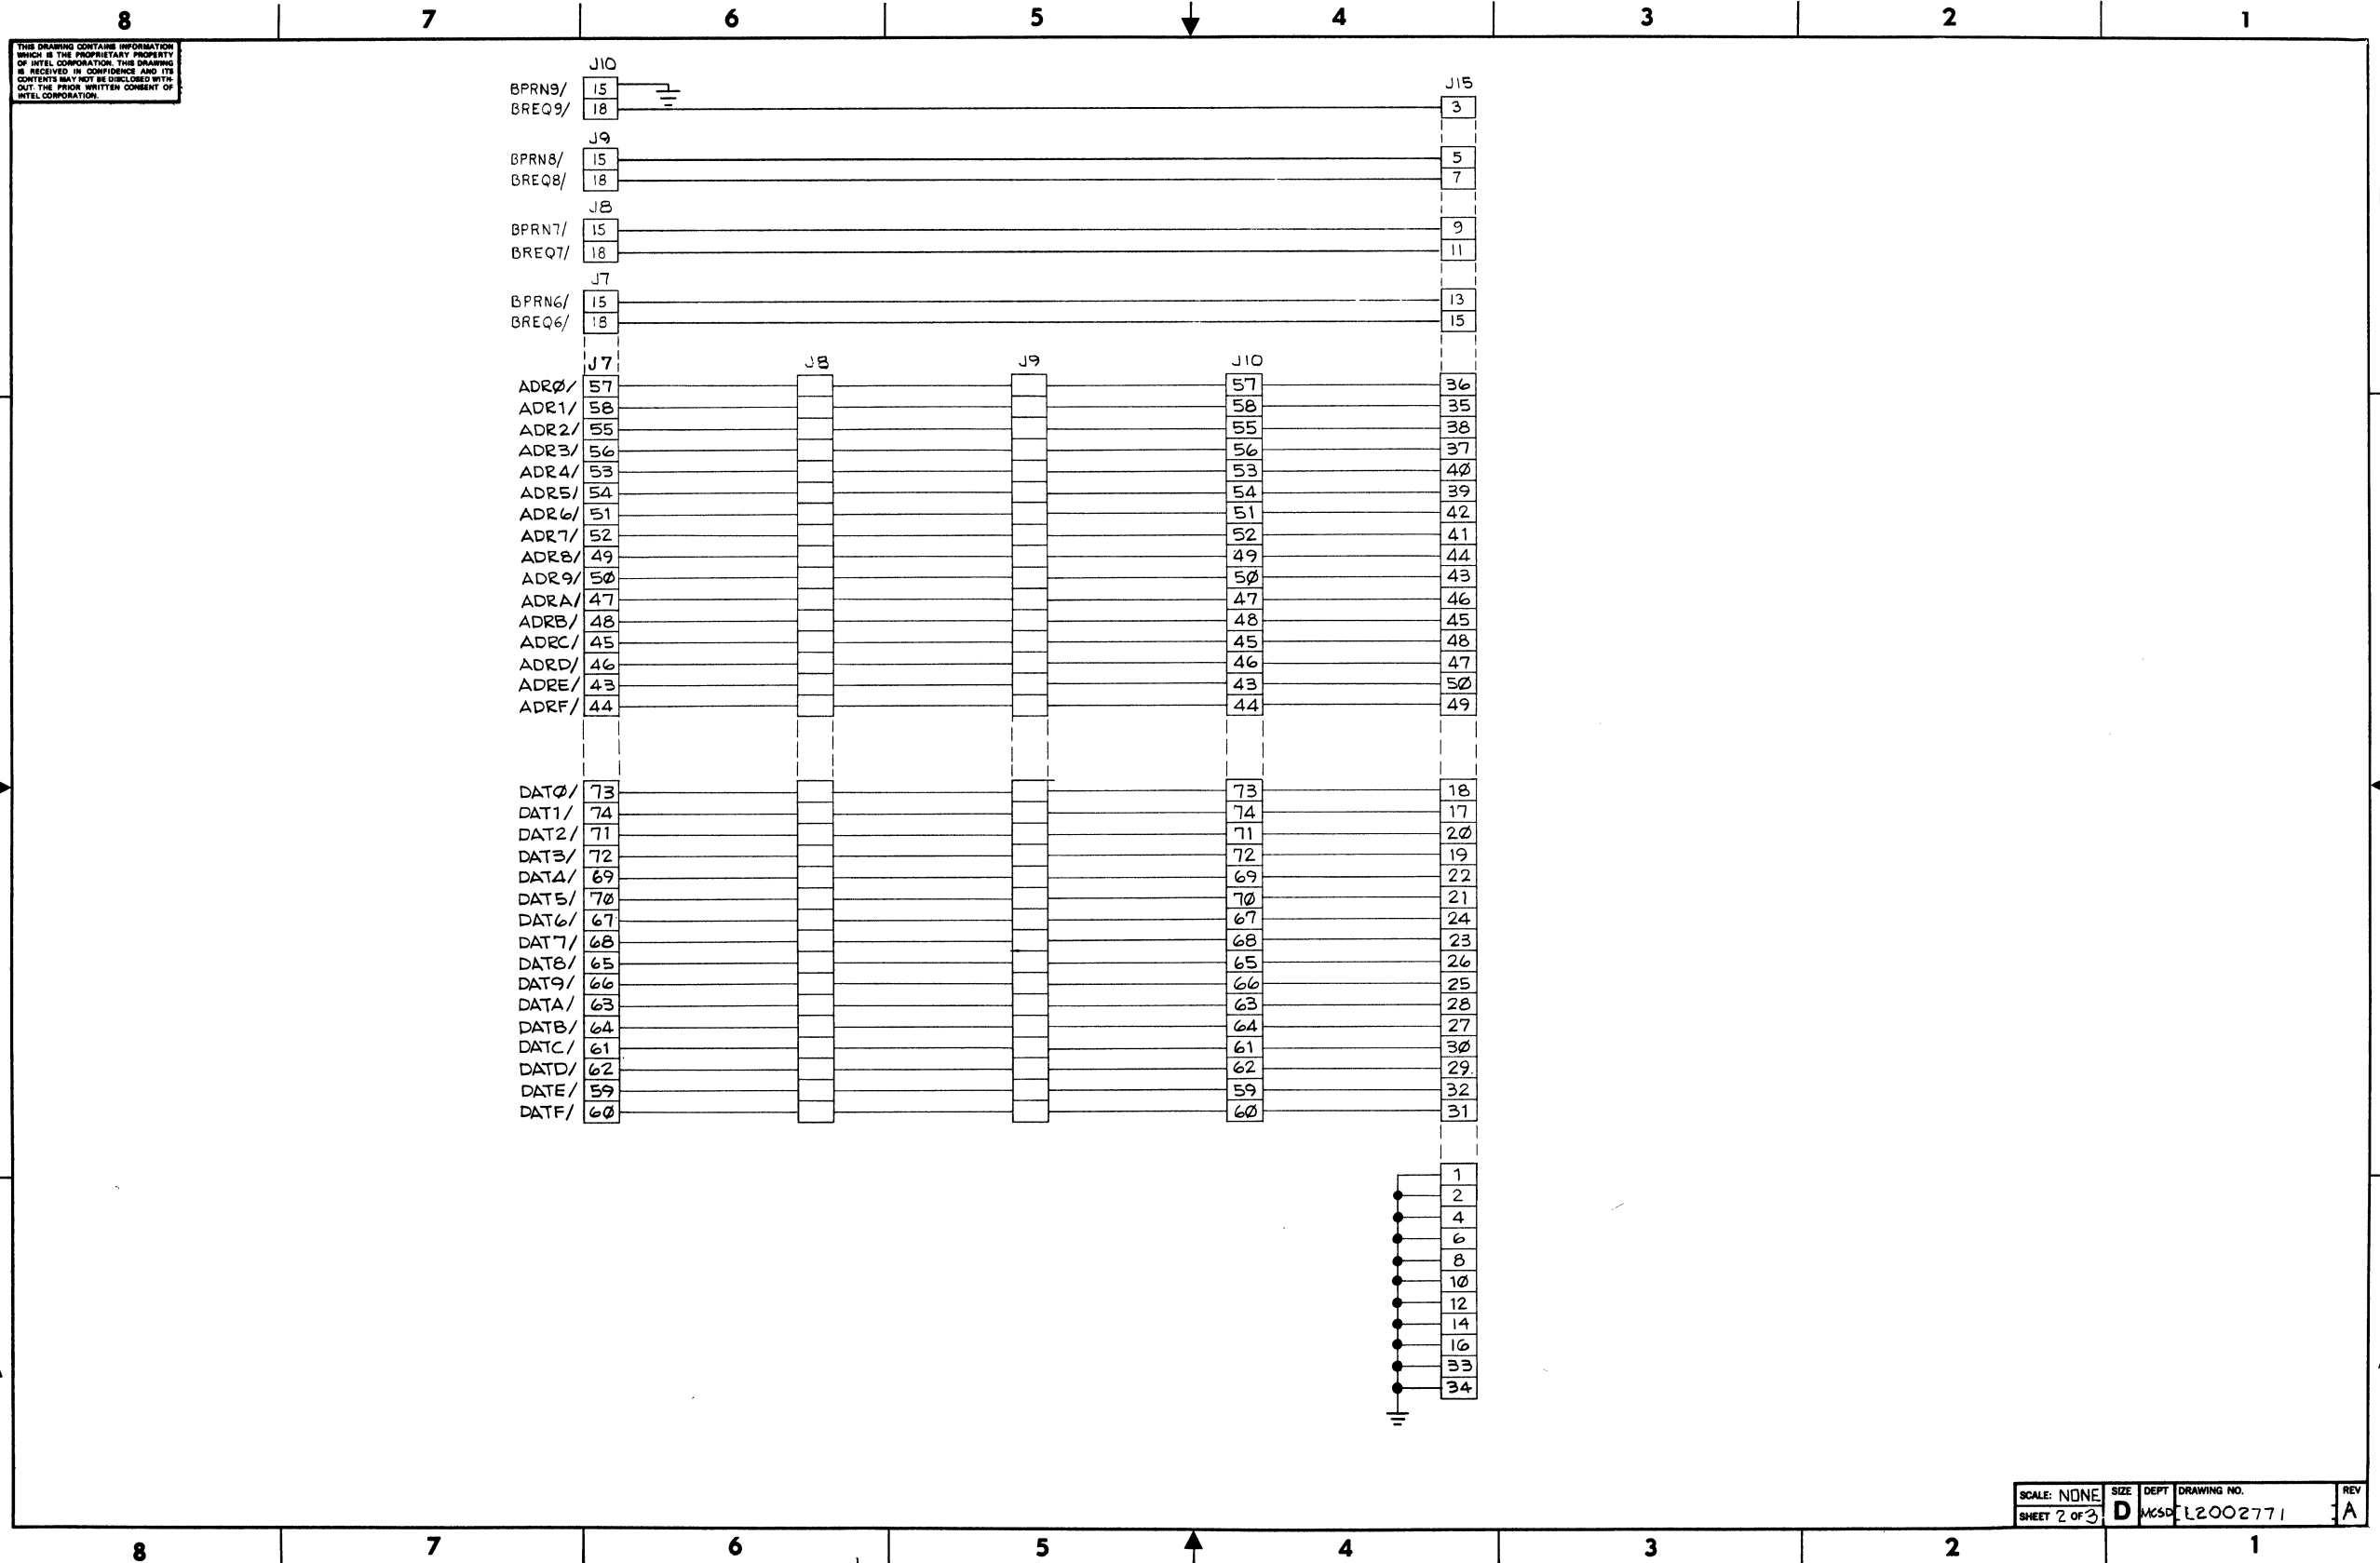 8 7 6 5 4 3 2 1
THIS DRAWING CONTAINS INFORMATION
WHICH IS THE PROPRIETARY PROPERTY
OF INTEL CORPORATION. THIS DRAWING
IS RECEIVED IN CONFIDENCE AND ITS
CONTENTS MAY NOT BE DISCLOSED WITH-
OUT THE PRIOR WRITTEN CONSENT OF
INTEL CORPORATION.
J10 J15
BPRN9/ 15
BREQ9/ 18 3
J9
BPRN8/ 15 5
BREQ8/ 18 7
J8
BPRN7/ 15 9
BREQ7/ 18 11
J7
BPRN6/ 15 13
BREQ6/ 18 15
J7 J8 J9 J10
ADRØ/ 57 57 36
ADR1/ 58 58 35
ADR2/ 55 55 38
ADR3/ 56 56 37
ADR4/ 53 53 4Ø
ADR5/ 54 54 39
ADR6/ 51 51 42
ADR7/ 52 52 41
ADR8/ 49 49 44
ADR9/ 5Ø 5Ø 43
ADRA/ 47 47 46
ADRB/ 48 48 45
ADRC/ 45 45 48
ADRD/ 46 46 47
ADRE/ 43 43 5Ø
ADRF/ 44 44 49
DATØ/ 73 73 18
DAT1/ 74 74 17
DAT2/ 71 71 2Ø
DAT3/ 72 72 19
DAT4/ 69 69 22
DAT5/ 7Ø 7Ø 21
DAT6/ 67 67 24
DAT7/ 68 68 23
DAT8/ 65 65 26
DAT9/ 66 66 25
DATA/ 63 63 28
DATB/ 64 64 27
DATC/ 61 61 3Ø
DATD/ 62 62 29
DATE/ 59 59 32
DATF/ 6Ø 6Ø 31
1
2
4
6
8
1Ø
12
14
16
33
34
SCALE: NONE SIZE DEPT DRAWING NO. REV
SHEET 2 OF 3 D MCSD 2002771 A
8 7 6 5 4 3 2 1